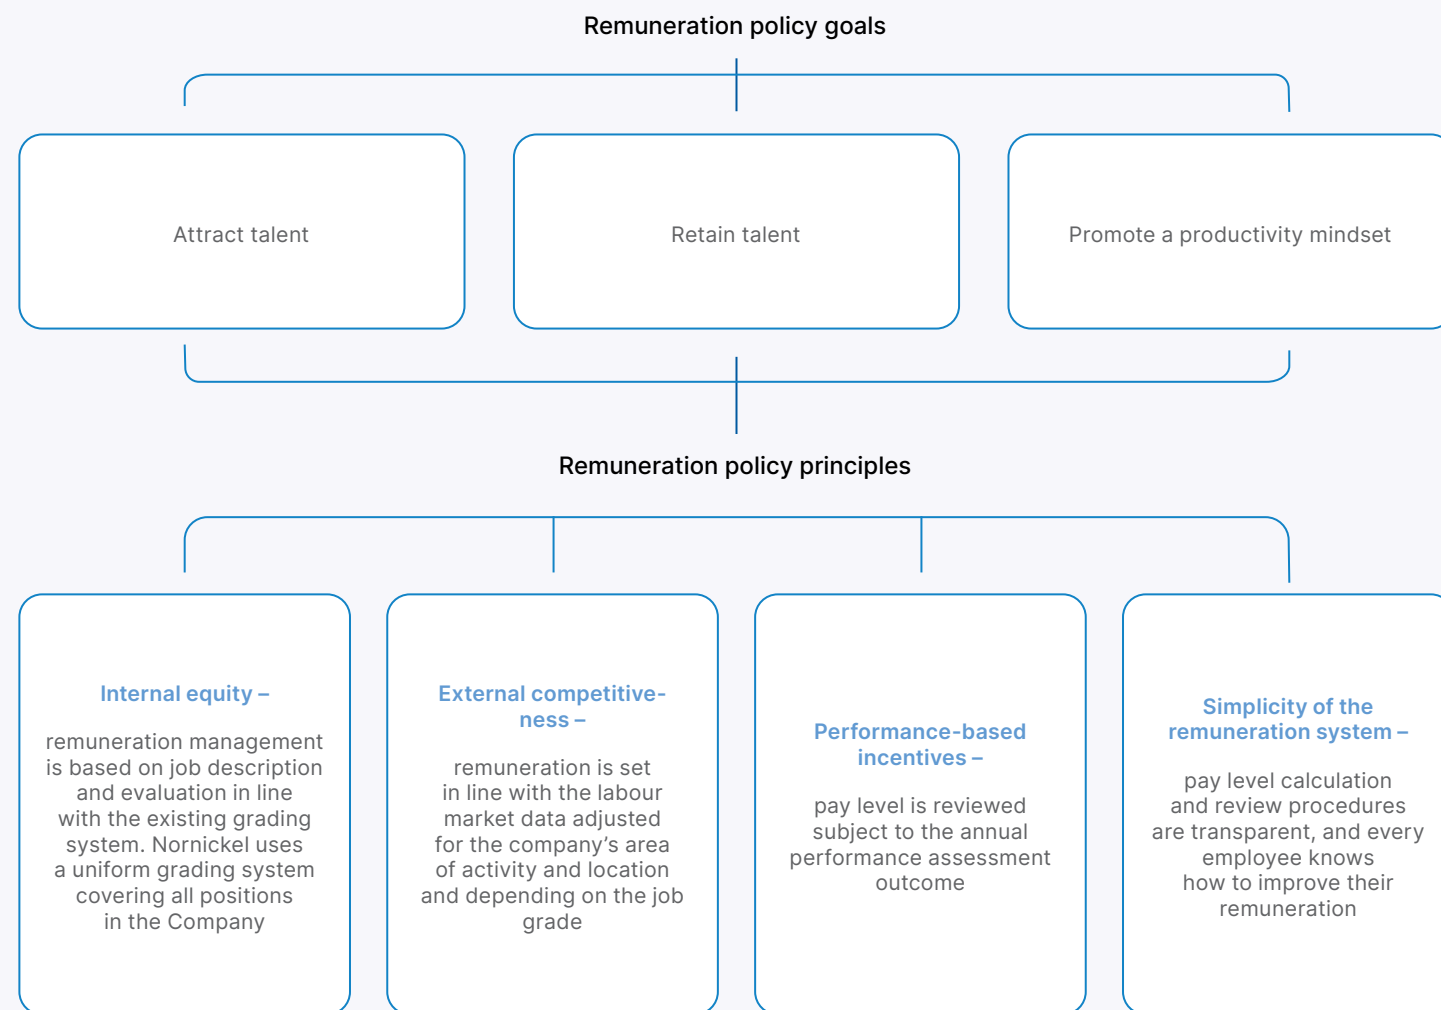 Remuneration policy goals
Attract talent
Retain talent
Promote a productivity mindset
Remuneration policy principles
Internal equity –
remuneration management
is based on job description
and evaluation in line
with the existing grading
system. Nornickel uses
a uniform grading system
covering all positions
in the Company
External competitive-
ness –
remuneration is set
in line with the labour
market data adjusted
for the company’s area
of activity and location
and depending on the job
grade
Performance-based
incentives –
pay level is reviewed
subject to the annual
performance assessment
outcome
Simplicity of the
remuneration system –
pay level calculation
and review procedures
are transparent, and every
employee knows
how to improve their
remuneration